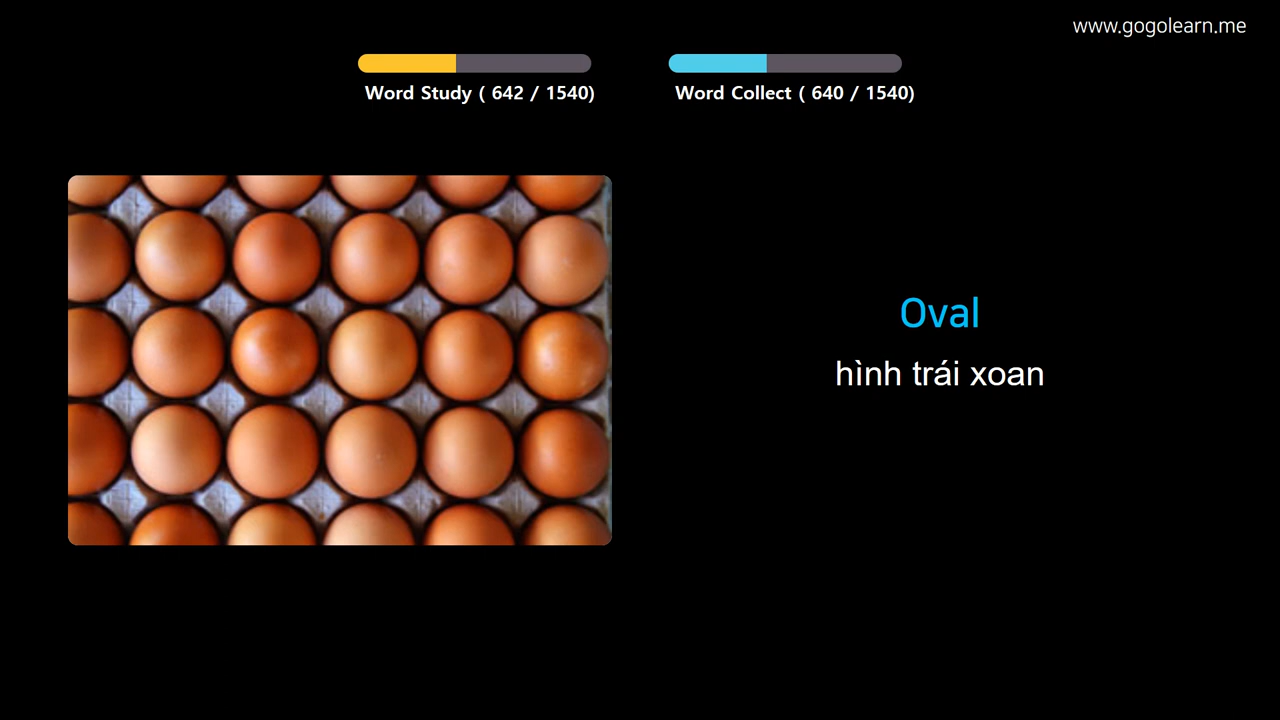 www.gogolearn.me
Word Study ( 642 / 1540)
Word Collect ( 640 / 1540)
Oval
hình trái xoan